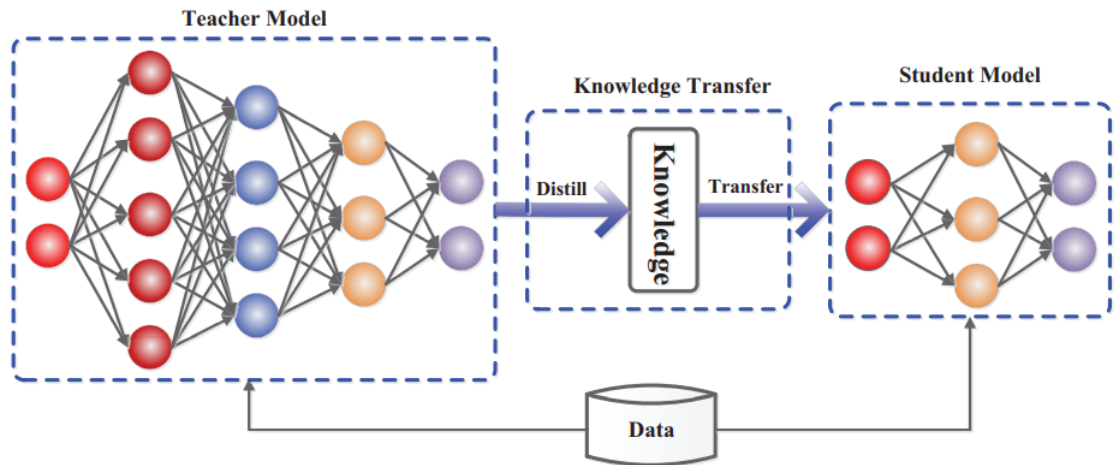 Teacher Model
Knowledge Transfer
Student Model
Distill
Knowledge
Transfer
Data